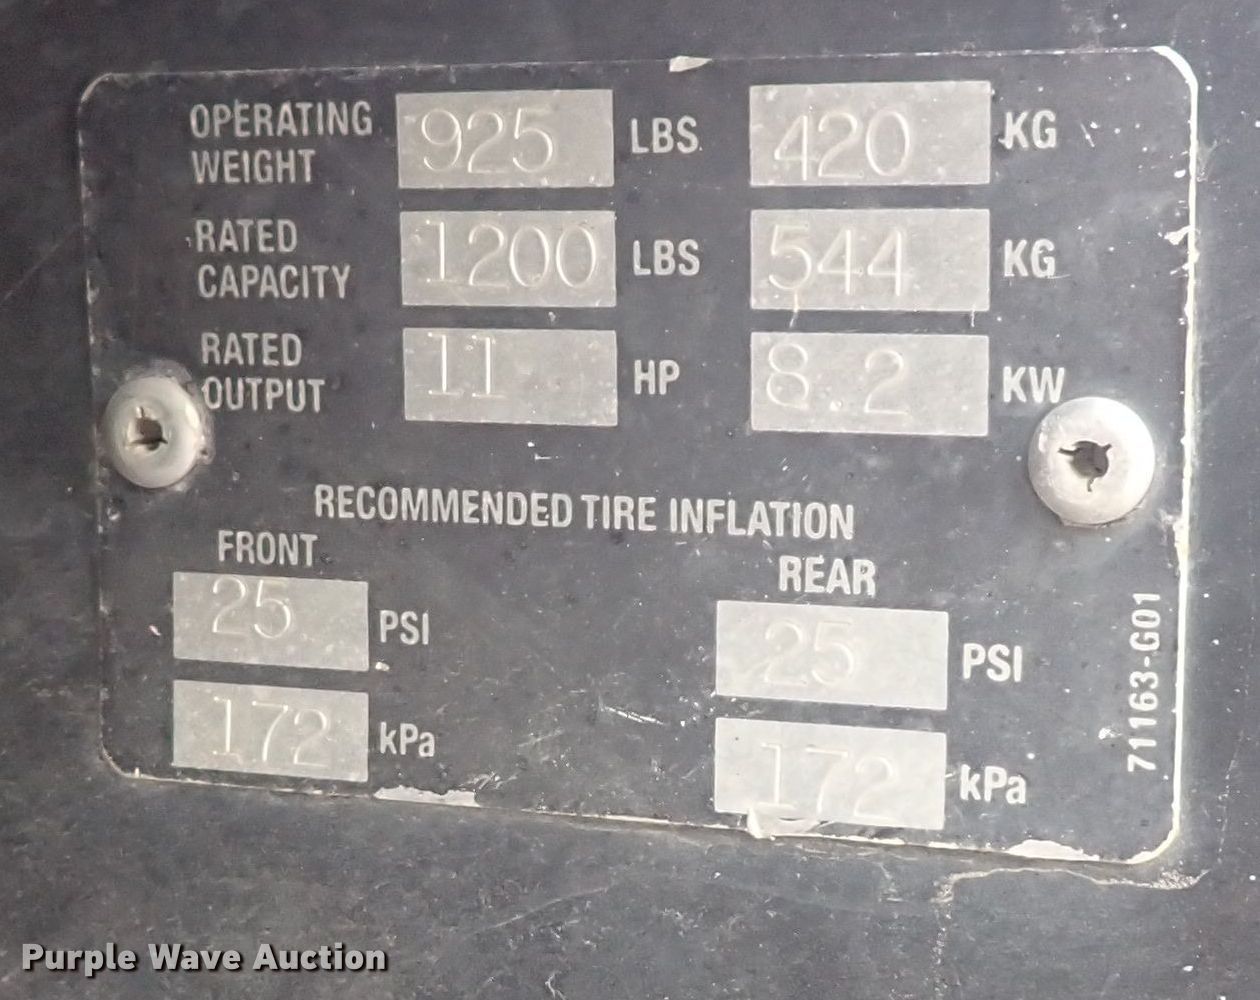 OPERATING WEIGHT 925 LBS 420 KG
RATED CAPACITY 1200 LBS 544 KG
RATED OUTPUT 11 HP 8.2 KW
RECOMMENDED TIRE INFLATION
FRONT
REAR
25 PSI
25 PSI
172 kPa
172 kPa
71163-G01
Purple Wave Auction